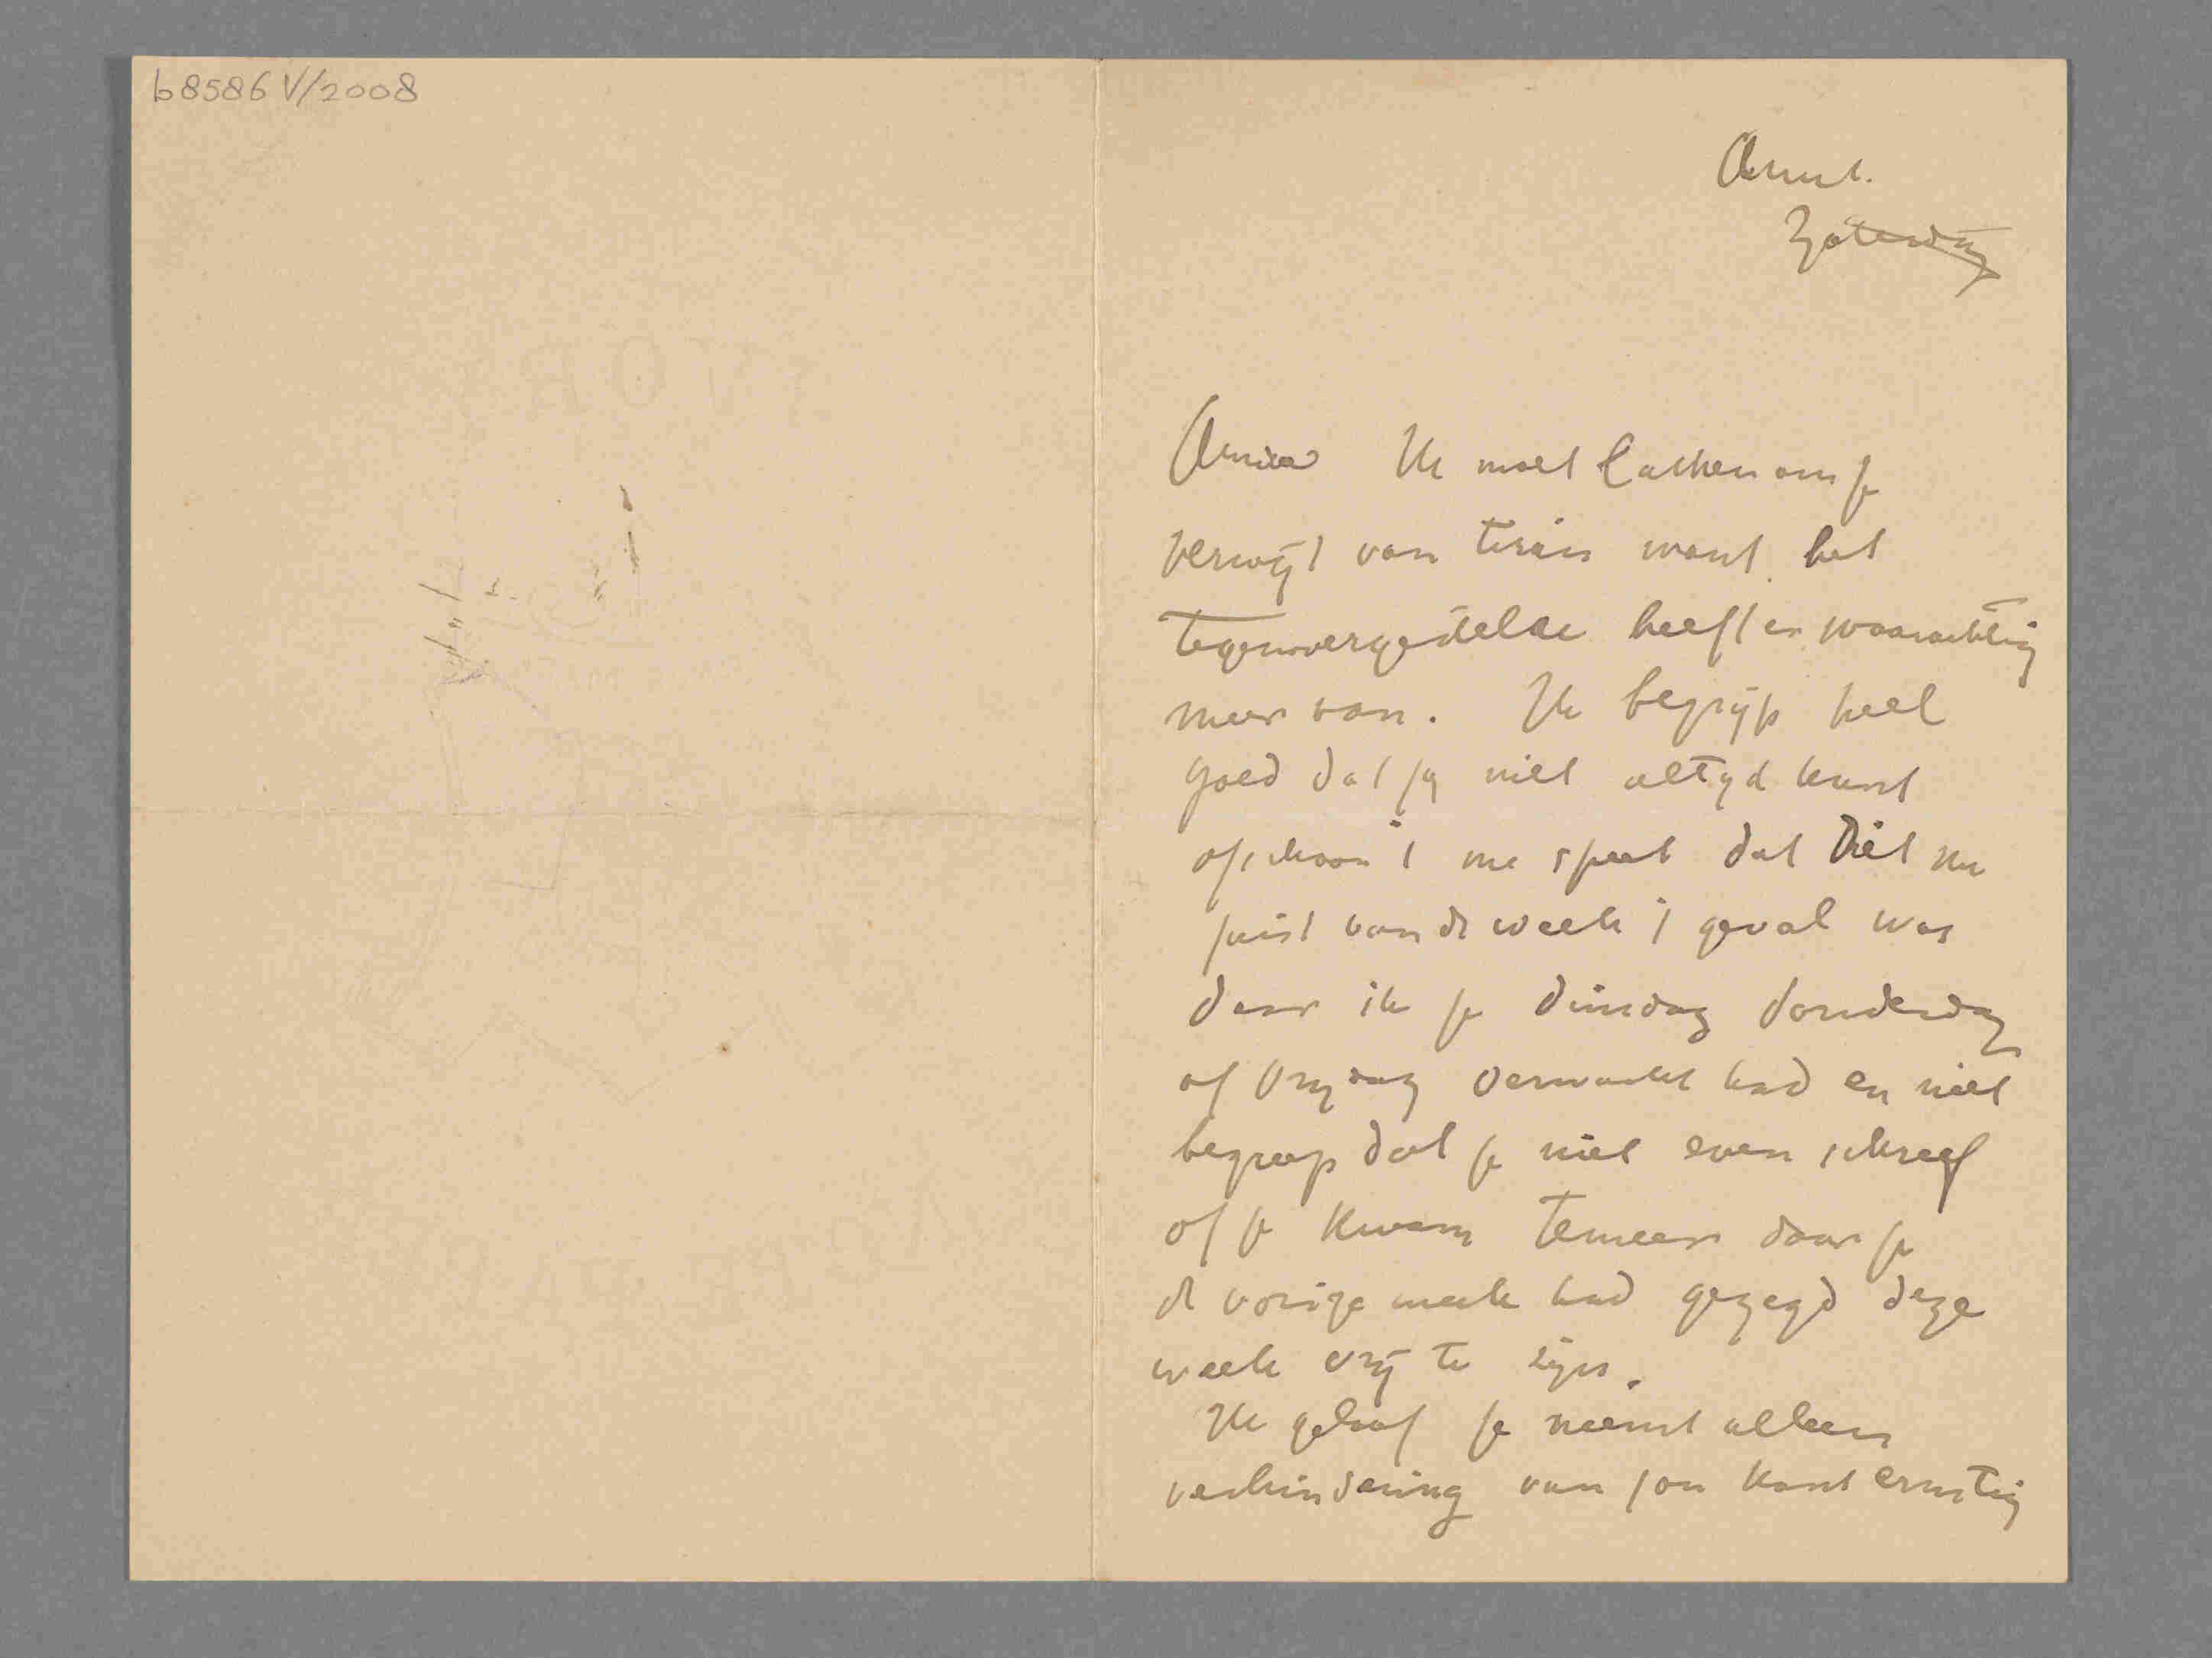 b8586 V/2008
Amst.
Zaterdag
Amice Ik moet lachen om je
verwijt van want het
tegenovergestelde heeft er waarachtig
meer van. Ik begrijp heel
goed dat jij niet altijd kunt
ofschoon 't me speet dat dit nu
juist van de week 't geval was
daar ik je dinsdag donderdag
of vrijdag verwacht had en niet
begreep dat je niet even schreef
of je kwam temeer daar je
de vorige week had gezegd deze
week vrij te zijn.
Ik geloof je neemt alleen
verhindering van jou kant ernstig